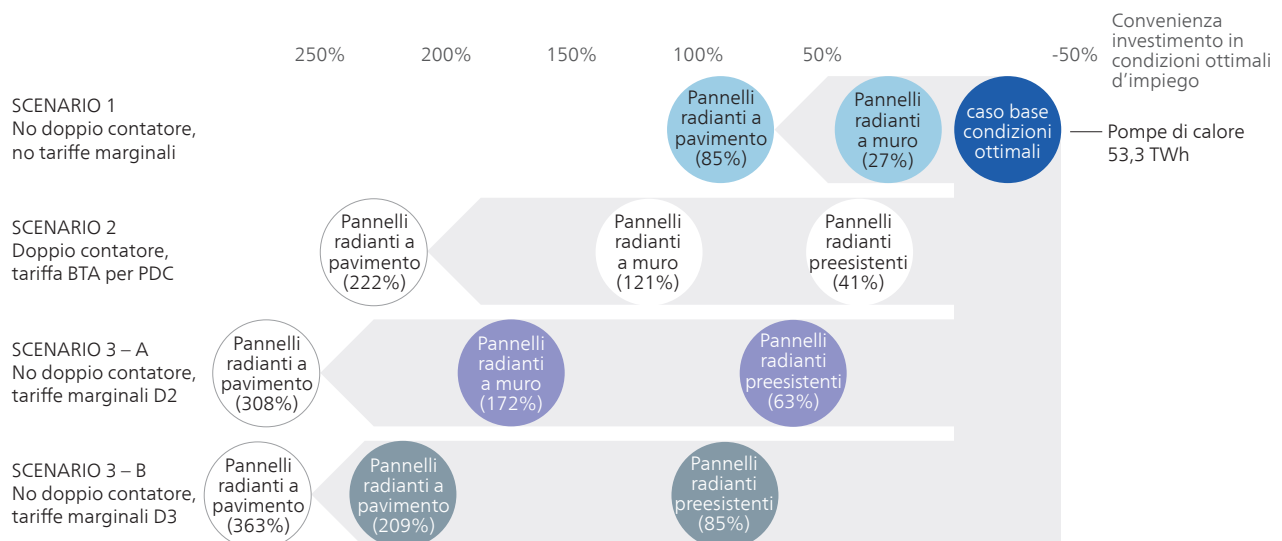 250%
200%
150%
100%
50%
-50%
Convenienza
investimento in
condizioni ottimali
d'impiego
SCENARIO 1
No doppio contatore,
no tariffe marginali
Pannelli
radianti a
pavimento
(85%)
Pannelli
radianti
a muro
(27%)
caso base
condizioni
ottimali
Pompe di calore
53,3 TWh
SCENARIO 2
Doppio contatore,
tariffa BTA per PDC
Pannelli
radianti a
pavimento
(222%)
Pannelli
radianti
a muro
(121%)
Pannelli
radianti
preesistenti
(41%)
SCENARIO 3 – A
No doppio contatore,
tariffe marginali D2
Pannelli
radianti a
pavimento
(308%)
Pannelli
radianti
a muro
(172%)
Pannelli
radianti
preesistenti
(63%)
SCENARIO 3 – B
No doppio contatore,
tariffe marginali D3
Pannelli
radianti a
pavimento
(363%)
Pannelli
radianti a
pavimento
(209%)
Pannelli
radianti
preesistenti
(85%)